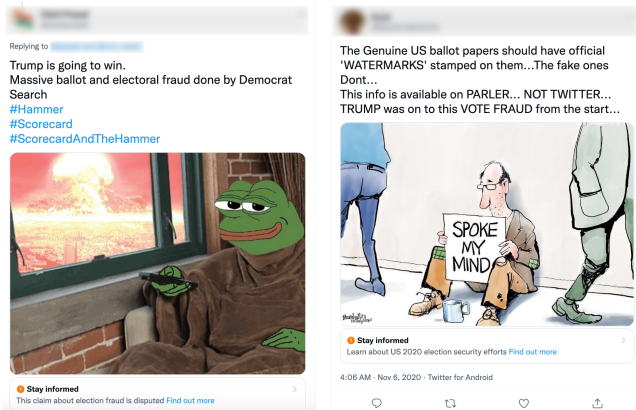 Replying to
Trump is going to win.
Massive ballot and electoral fraud done by Democrat
Search
#Hammer
#Scorecard
#ScorecardAndTheHammer
Stay informed
This claim about election fraud is disputed Find out more
The Genuine US ballot papers should have official
'WATERMARKS' stamped on them...The fake ones
Dont...
This info is available on PARLER... NOT TWITTER...
TRUMP was on to this VOTE FRAUD from the start...
SPOKE
MY
MIND
Stay informed
Learn about US 2020 election security efforts Find out more
4:06 AM · Nov 6, 2020 · Twitter for Android